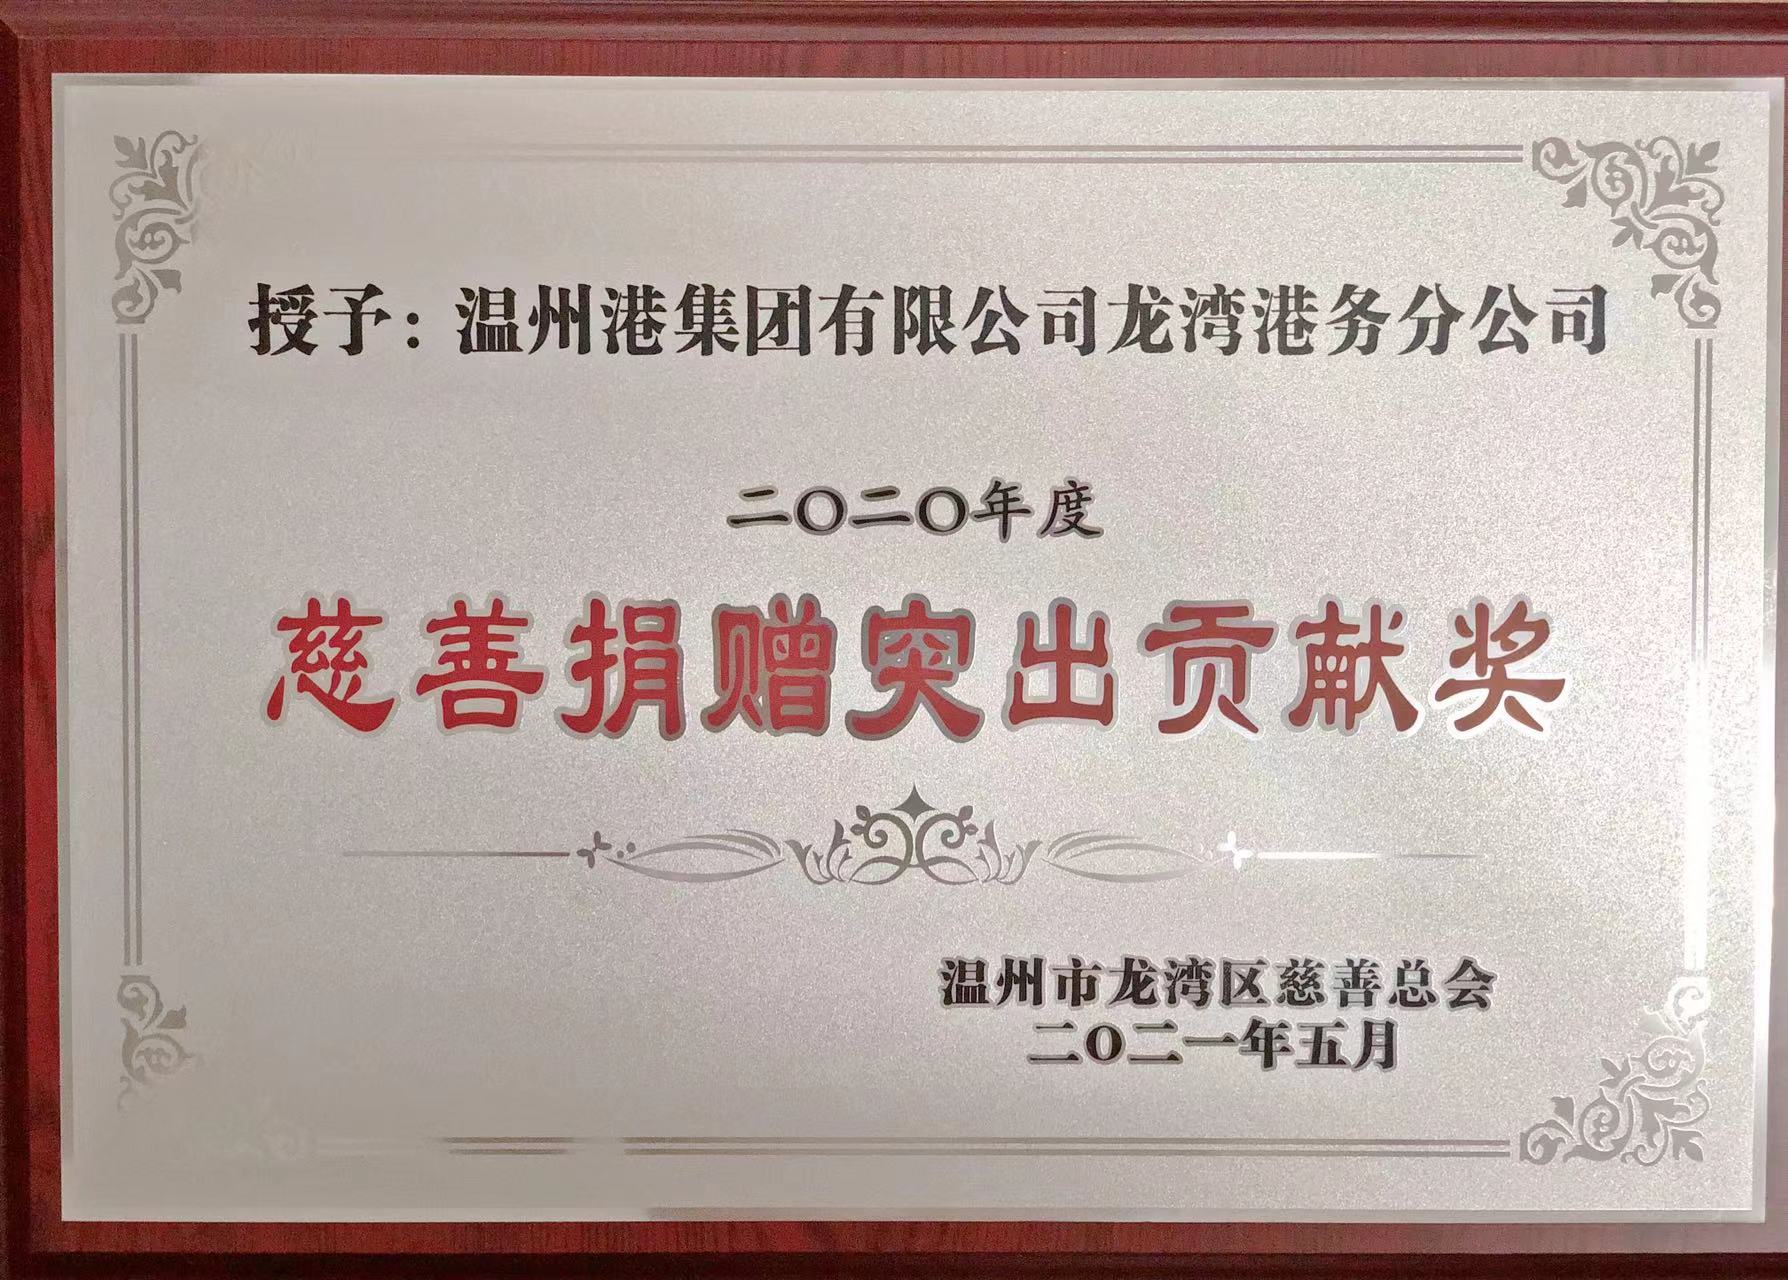 授予：温州港集团有限公司龙湾港务分公司
二〇二〇年度
慈善捐赠突出贡献奖
温州市龙湾区慈善总会
二〇二一年五月